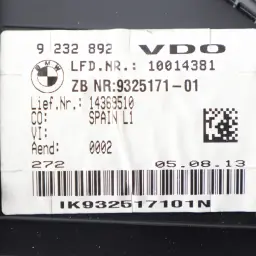 9 232 892 VDO
BMW LFD.NR.: 10014381
ZB NR:9325171-01
Lief.Nr.: 14363510
CO: SPAIN L1
VI:
Aend: 0002
272 05.08.13
IK932517101N